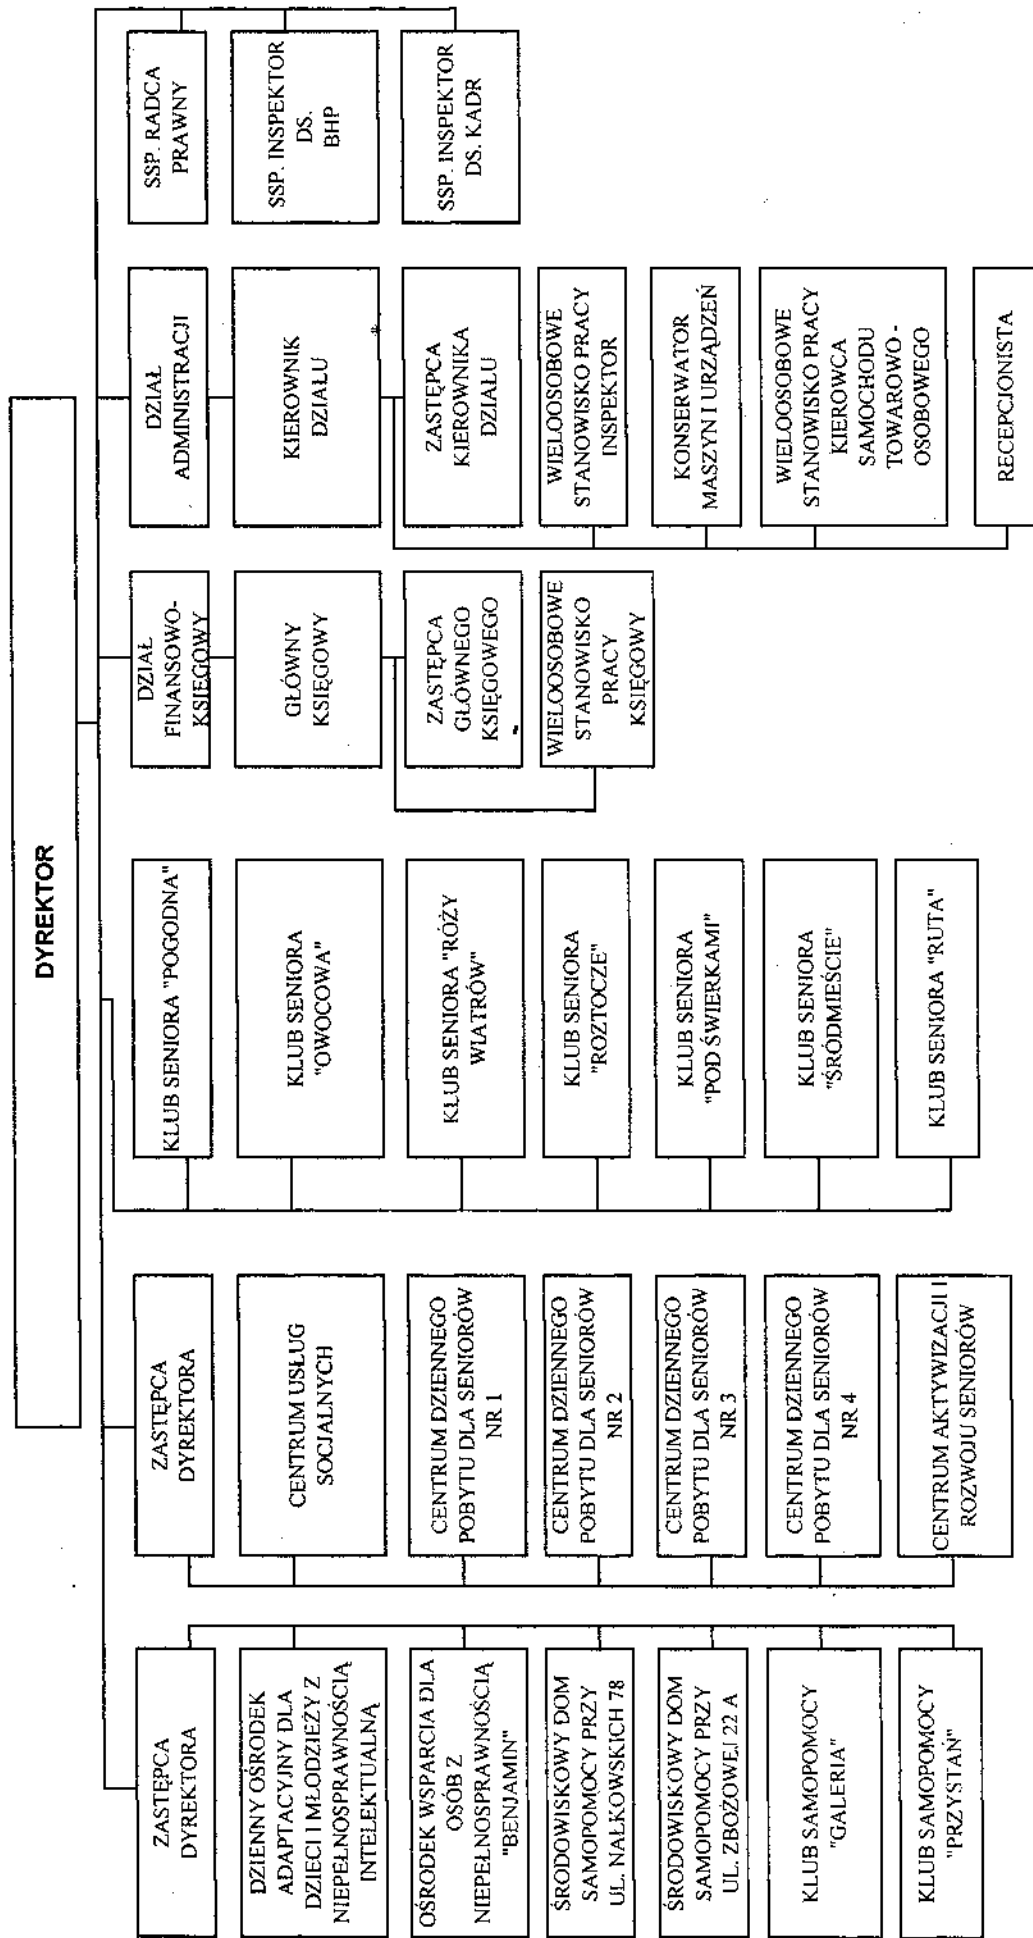 DYREKTOR
ZASTĘPCA
DYREKTORA
DZIENNY OŚRODEK
ADAPTACYJNY DLA
DZIECI I MŁODZIEŻY Z
NIEPEŁNOSPRAWNOŚCIĄ
INTELEKTUALNĄ
OŚRODEK WSPARCIA DLA
OSÓB Z
NIEPEŁNOSPRAWNOŚCIĄ
"BENJAMIN"
ŚRODOWISKOWY DOM
SAMOPOMOCY PRZY
UL. NAŁKOWSKICH 78
ŚRODOWISKOWY DOM
SAMOPOMOCY PRZY
UL. ZBOŻOWEJ 22 A
KLUB SAMOPOMOCY
"GALERIA"
KLUB SAMOPOMOCY
"PRZYSTAŃ"
ZASTĘPCA
DYREKTORA
CENTRUM USŁUG
SOCJALNYCH
CENTRUM DZIENNEGO
POBYTU DLA SENIORÓW
NR 1
CENTRUM DZIENNEGO
POBYTU DLA SENIORÓW
NR 2
CENTRUM DZIENNEGO
POBYTU DLA SENIORÓW
NR 3
CENTRUM DZIENNEGO
POBYTU DLA SENIORÓW
NR 4
CENTRUM AKTYWIZACJI I
ROZWOJU SENIORÓW
KLUB SENIORA "POGODNA"
KLUB SENIORA
"OWOCOWA"
KLUB SENIORA "RÓŻY
WIATRÓW"
KLUB SENIORA
"ROZTOCZE"
KLUB SENIORA
"POD ŚWIERKAMI"
KLUB SENIORA
"ŚRÓDMIEŚCIE"
KLUB SENIORA "RUTA"
DZIAŁ
FINANSOWO-
KSIĘGOWY
GŁÓWNY
KSIĘGOWY
ZASTĘPCA
GŁÓWNEGO
KSIĘGOWEGO
WIELOOSOBOWE
STANOWISKO
PRACY
KSIĘGOWY
DZIAŁ
ADMINISTRACJI
KIEROWNIK
DZIAŁU
ZASTĘPCA
KIEROWNIKA
DZIAŁU
WIELOOSOBOWE
STANOWISKO PRACY
INSPEKTOR
KONSERWATOR
MASZYN I URZĄDZEŃ
WIELOOSOBOWE
STANOWISKO PRACY
KIEROWCA
SAMOCHODU
TOWAROWO -
OSOBOWEGO
RECEPCJONISTA
SSP. RADCA
PRAWNY
SSP. INSPEKTOR
DS.
BHP
SSP. INSPEKTOR
DS. KADR